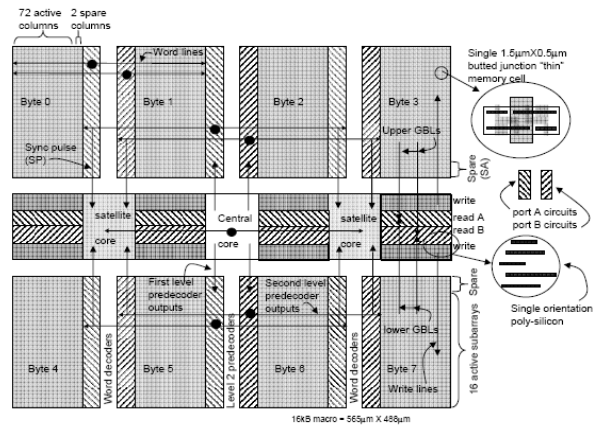 72 active
columns
2 spare
columns
Word lines
Single 1.5μmX0.5μm
butted junction "thin"
memory cell
Byte 0
Byte 1
Byte 2
Byte 3
Sync pulse
(SP)
Upper GBLs
Spare
(SA)
port A circuits
port B circuits
satellite
core
Central
core
satellite
core
write
read A
read B
write
First level
predecoder
outputs
Second level
predecoder
outputs
Single orientation
poly-silicon
Spare
16 active subarrays
lower GBLs
Write lines
Byte 4
Byte 5
Byte 6
Byte 7
Word decoders
Level 2 predecoders
Word decoders
16kB macro = 565μm X 488μm